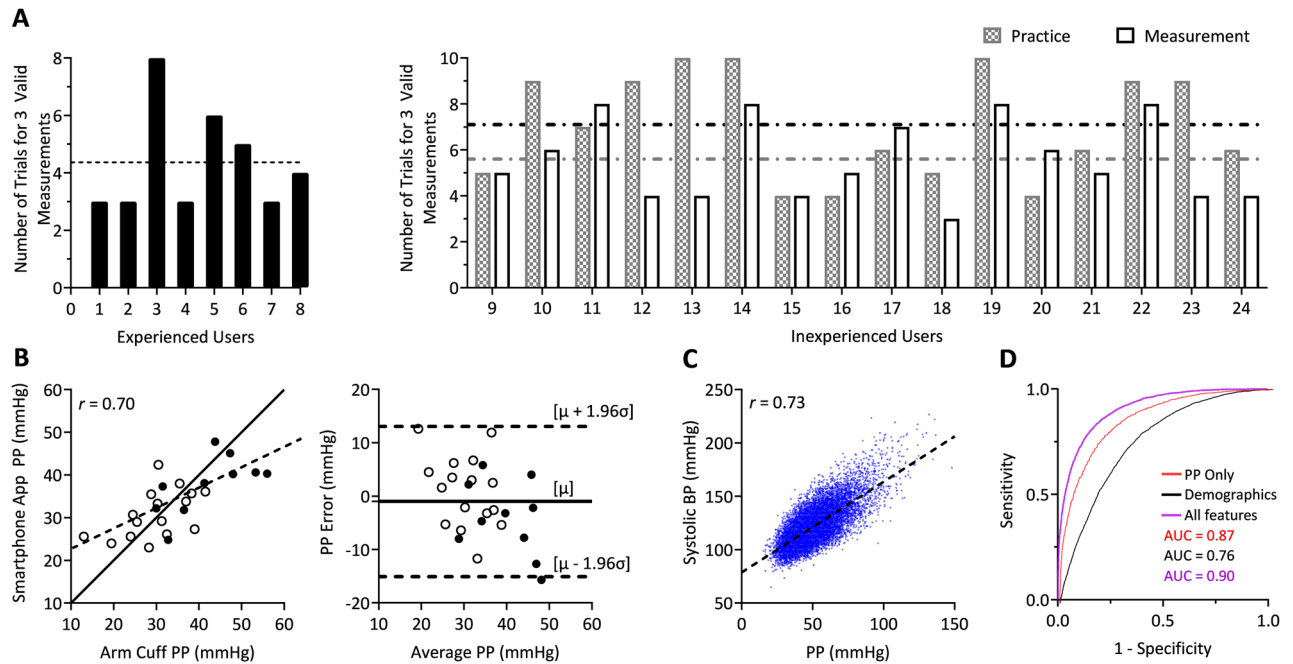 A
Practice
Measurement
Number of Trials for 3 Valid
Measurements
8
6
4
2
0
0 1 2 3 4 5 6 7 8
Experienced Users
Number of Trials for 3 Valid
Measurements
10
8
6
4
2
0
9 10 11 12 13 14 15 16 17 18 19 20 21 22 23 24
Inexperienced Users
B
Smartphone App PP (mmHg)
60
50
40
30
20
10
r = 0.70
10 20 30 40 50 60
Arm Cuff PP (mmHg)
PP Error (mmHg)
20
10
0
-10
-20
[μ + 1.96σ]
[μ]
[μ - 1.96σ]
10 20 30 40 50 60
Average PP (mmHg)
C
Systolic BP (mmHg)
250
200
150
100
50
r = 0.73
0 50 100 150
PP (mmHg)
D
Sensitivity
1.0
0.5
0.0
PP Only
Demographics
All features
AUC = 0.87
AUC = 0.76
AUC = 0.90
0.0 0.5 1.0
1 - Specificity